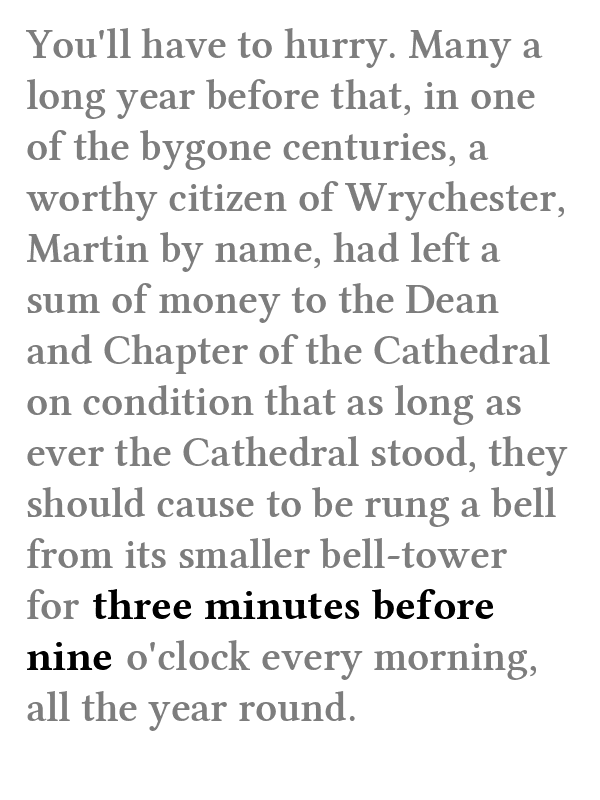 You'll have to hurry. Many a
long year before that, in one
of the bygone centuries, a
worthy citizen of Wrychester,
Martin by name, had left a
sum of money to the Dean
and Chapter of the Cathedral
on condition that as long as
ever the Cathedral stood, they
should cause to be rung a bell
from its smaller bell-tower
for three minutes before
nine o'clock every morning,
all the year round.